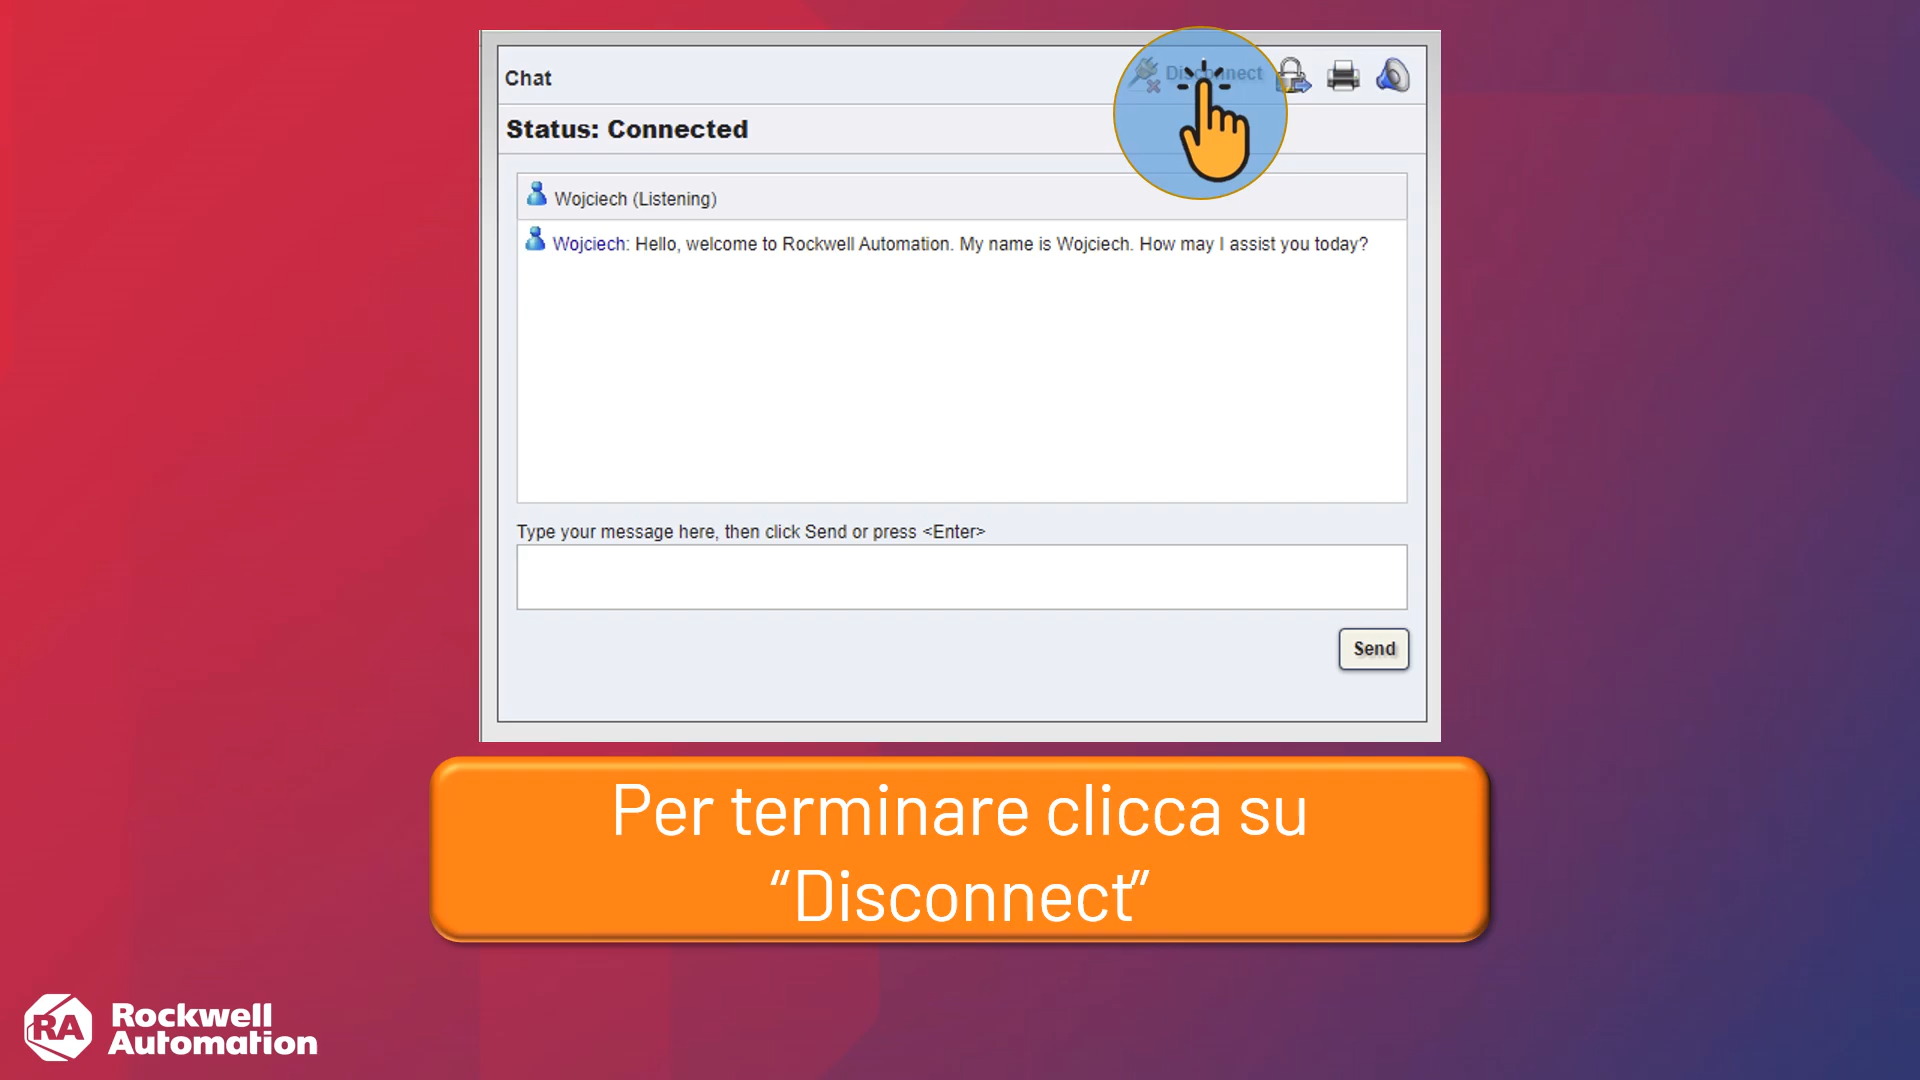 Chat
Disconnect
Status: Connected
Wojciech (Listening)
Wojciech: Hello, welcome to Rockwell Automation. My name is Wojciech. How may I assist you today?
Type your message here, then click Send or press <Enter>
Send
Per terminare clicca su
“Disconnect”
RA
Rockwell
Automation